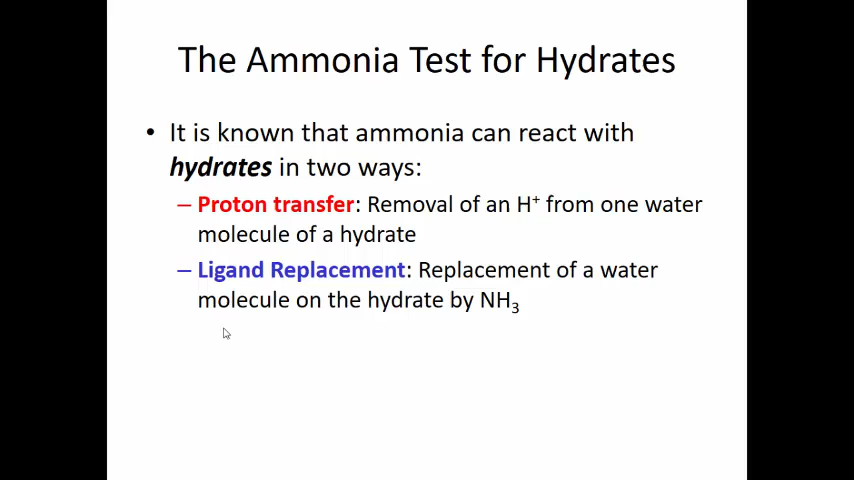 The Ammonia Test for Hydrates
• It is known that ammonia can react with
hydrates in two ways:
– Proton transfer: Removal of an H⁺ from one water
molecule of a hydrate
– Ligand Replacement: Replacement of a water
molecule on the hydrate by NH₃